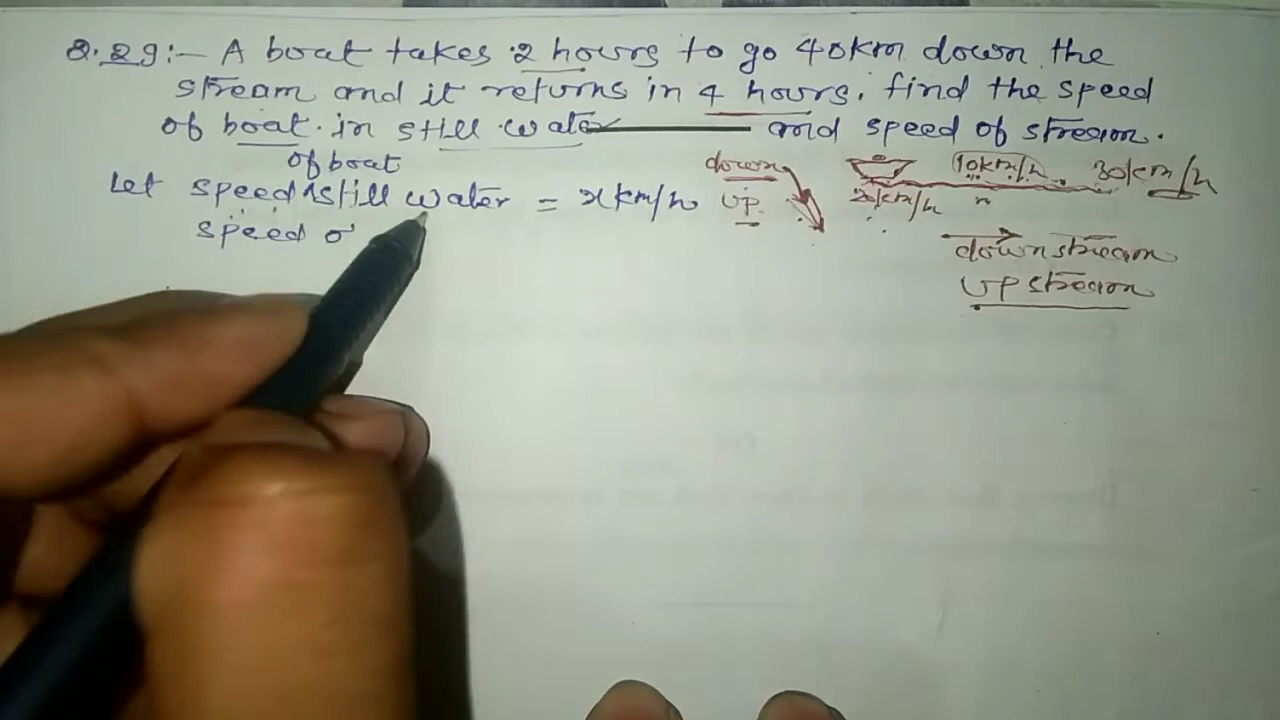 Q.29:- A boat takes 2 hours to go 40km down the
stream and it returns in 4 hours. find the speed
of boat in still water and speed of stream.
of boat
Let speed still water = x km/h
speed o
down
up
10km/h
30km/h
20km/h
downstream
upstream